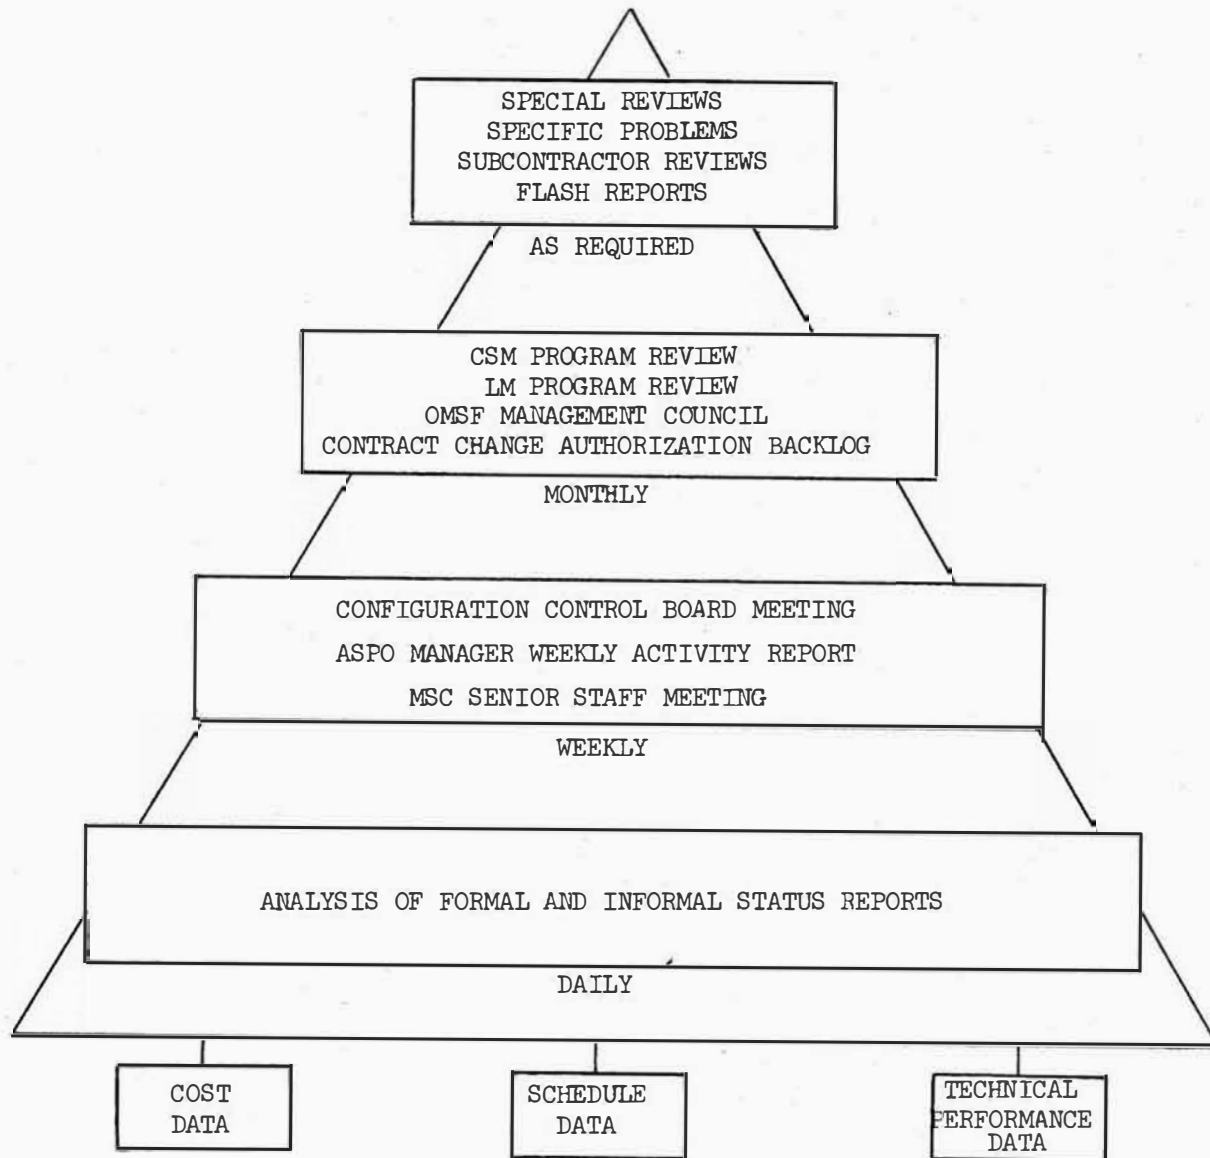 SPECIAL REVIEWS
SPECIFIC PROBLEMS
SUBCONTRACTOR REVIEWS
FLASH REPORTS
AS REQUIRED
CSM PROGRAM REVIEW
LM PROGRAM REVIEW
OMSF MANAGEMENT COUNCIL
CONTRACT CHANGE AUTHORIZATION BACKLOG
MONTHLY
CONFIGURATION CONTROL BOARD MEETING
ASPO MANAGER WEEKLY ACTIVITY REPORT
MSC SENIOR STAFF MEETING
WEEKLY
ANALYSIS OF FORMAL AND INFORMAL STATUS REPORTS
DAILY
COST
DATA
SCHEDULE
DATA
TECHNICAL
PERFORMANCE
DATA